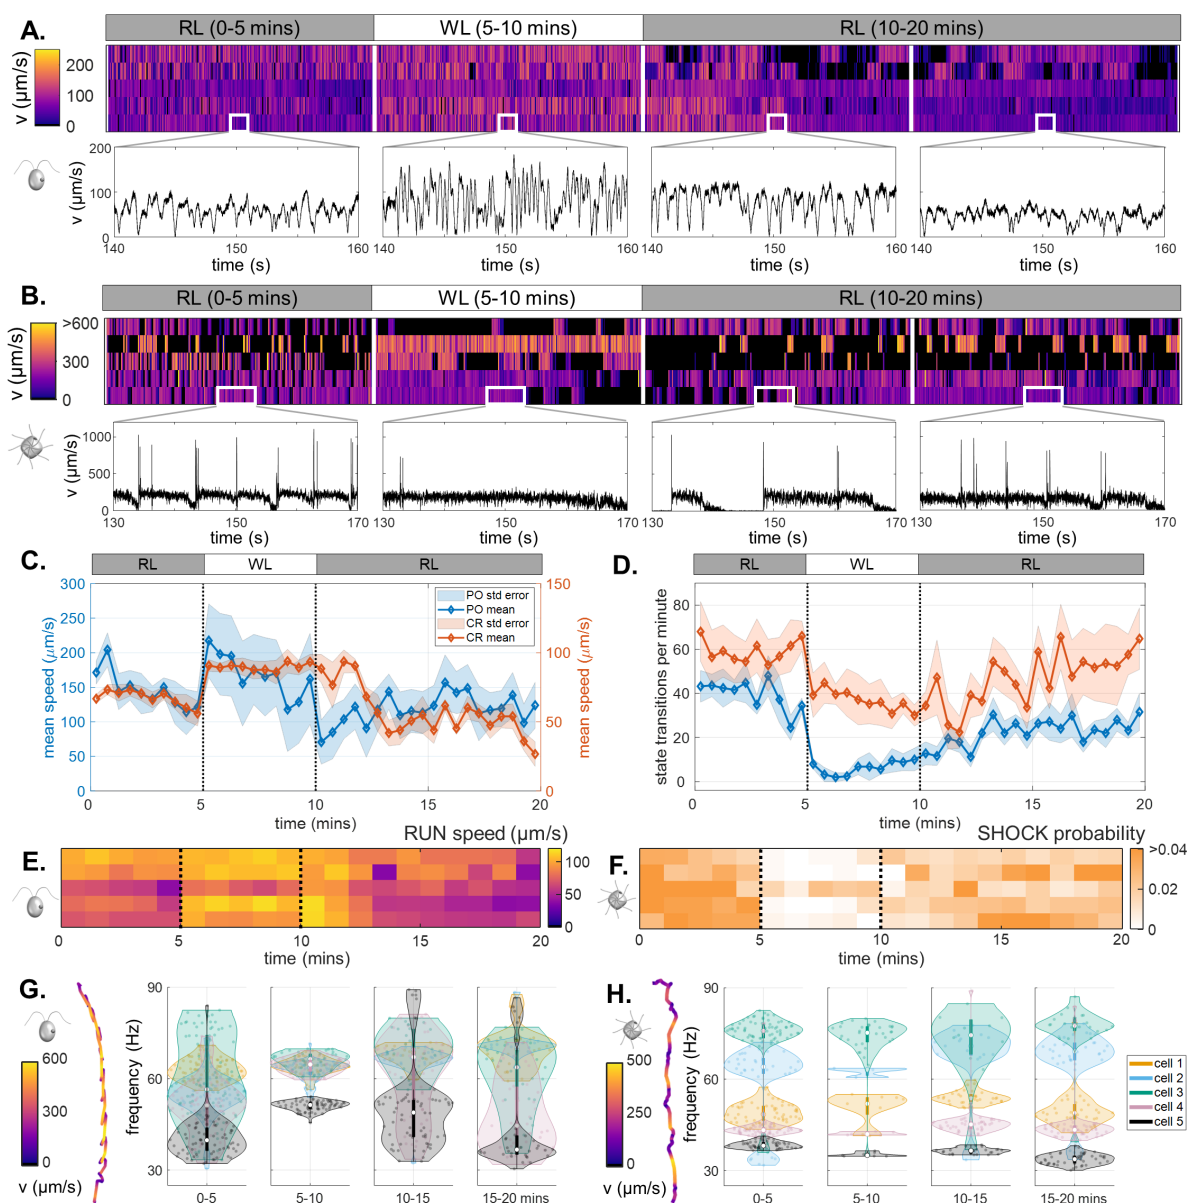 A.
RL (0-5 mins)
WL (5-10 mins)
RL (10-20 mins)
v (μm/s)
200
100
0
v (μm/s)
200
100
0
140
150
160
140
150
160
140
150
160
140
150
160
time (s)
time (s)
time (s)
time (s)
B.
RL (0-5 mins)
WL (5-10 mins)
RL (10-20 mins)
v (μm/s)
>600
300
0
v (μm/s)
1000
500
0
130
150
170
130
150
170
130
150
170
130
150
170
time (s)
time (s)
time (s)
time (s)
C.
RL
WL
RL
mean speed (μm/s)
300
250
200
150
100
50
0
150
100
50
0
mean speed (μm/s)
PO std error
PO mean
CR std error
CR mean
0
5
10
15
20
time (mins)
D.
RL
WL
RL
state transitions per minute
80
60
40
20
0
0
5
10
15
20
time (mins)
E.
RUN speed (μm/s)
100
50
0
0
5
10
15
20
time (mins)
F.
SHOCK probability
>0.04
0.02
0
0
5
10
15
20
time (mins)
G.
600
300
0
v (μm/s)
frequency (Hz)
90
60
30
0-5
5-10
10-15
15-20 mins
H.
500
250
0
v (μm/s)
frequency (Hz)
90
60
30
0-5
5-10
10-15
15-20 mins
cell 1
cell 2
cell 3
cell 4
cell 5